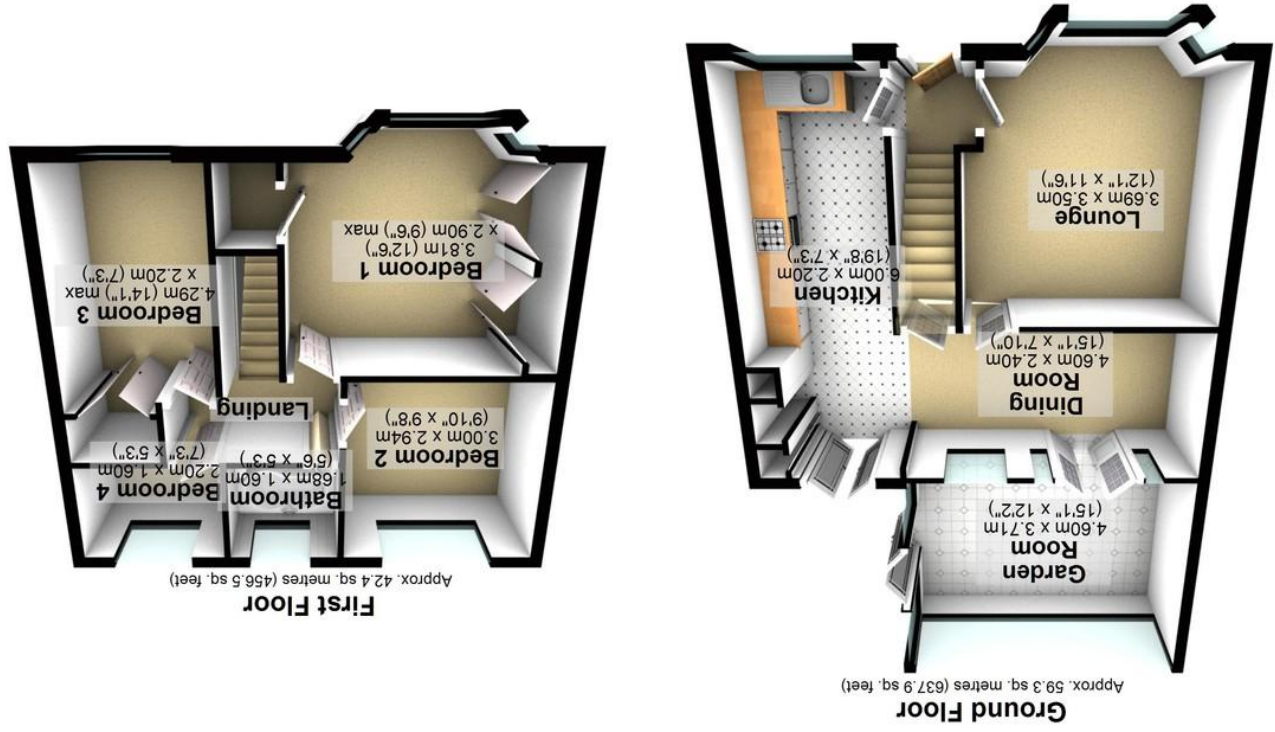 Ground Floor
Approx. 59.3 sq. metres (637.9 sq. feet)
Garden
Room
4.60m x 3.71m
(15'1" x 12'2")
Dining
Room
4.60m x 2.40m
(15'1" x 7'10")
Kitchen
6.00m x 2.20m
(19'8" x 7'3")
Lounge
3.69m x 3.50m
(12'1" x 11'6")
First Floor
Approx. 42.4 sq. metres (456.5 sq. feet)
Bedroom 2
3.00m x 2.94m
(9'10" x 9'8")
Bathroom
1.68m x 1.60m
(5'6" x 5'3")
Bedroom 4
2.20m x 1.60m
(7'3" x 5'3")
Landing
Bedroom 1
3.81m (12'6")
x 2.90m (9'6") max
Bedroom 3
4.29m (14'1") max
x 2.20m (7'3")